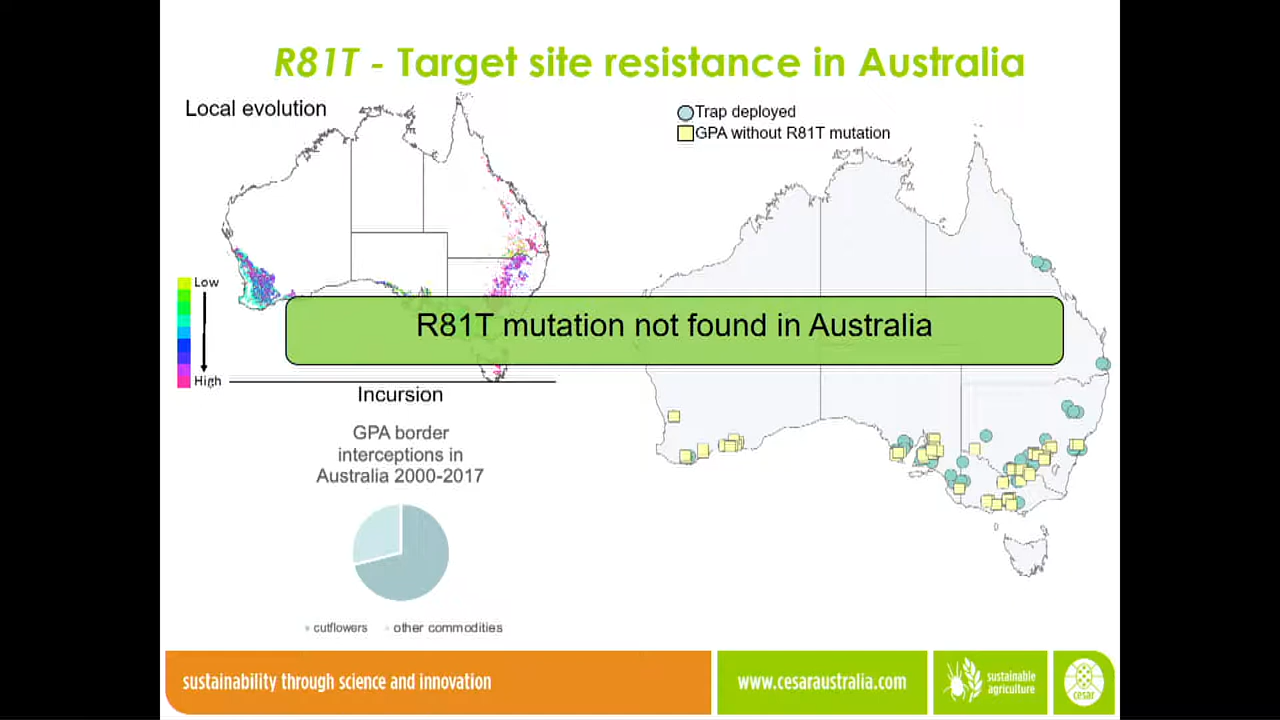 R81T - Target site resistance in Australia
Local evolution
Low
High
Trap deployed
GPA without R81T mutation
R81T mutation not found in Australia
Incursion
GPA border
interceptions in
Australia 2000-2017
cutflowers
other commodities
sustainability through science and innovation
www.cesaraustralia.com
sustainable
agriculture
cesar